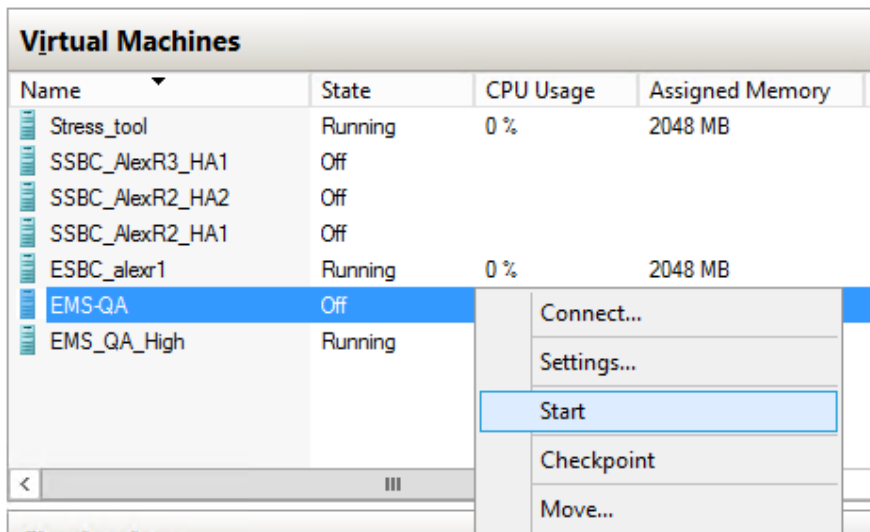 Virtual Machines
Name State CPU Usage Assigned Memory
Stress_tool Running 0 % 2048 MB
SSBC_AlexR3_HA1 Off
SSBC_AlexR2_HA2 Off
SSBC_AlexR2_HA1 Off
ESBC_alexr1 Running 0 % 2048 MB
EMS-QA Off
Connect...
EMS_QA_High Running
Settings...
Start
Checkpoint
Move...